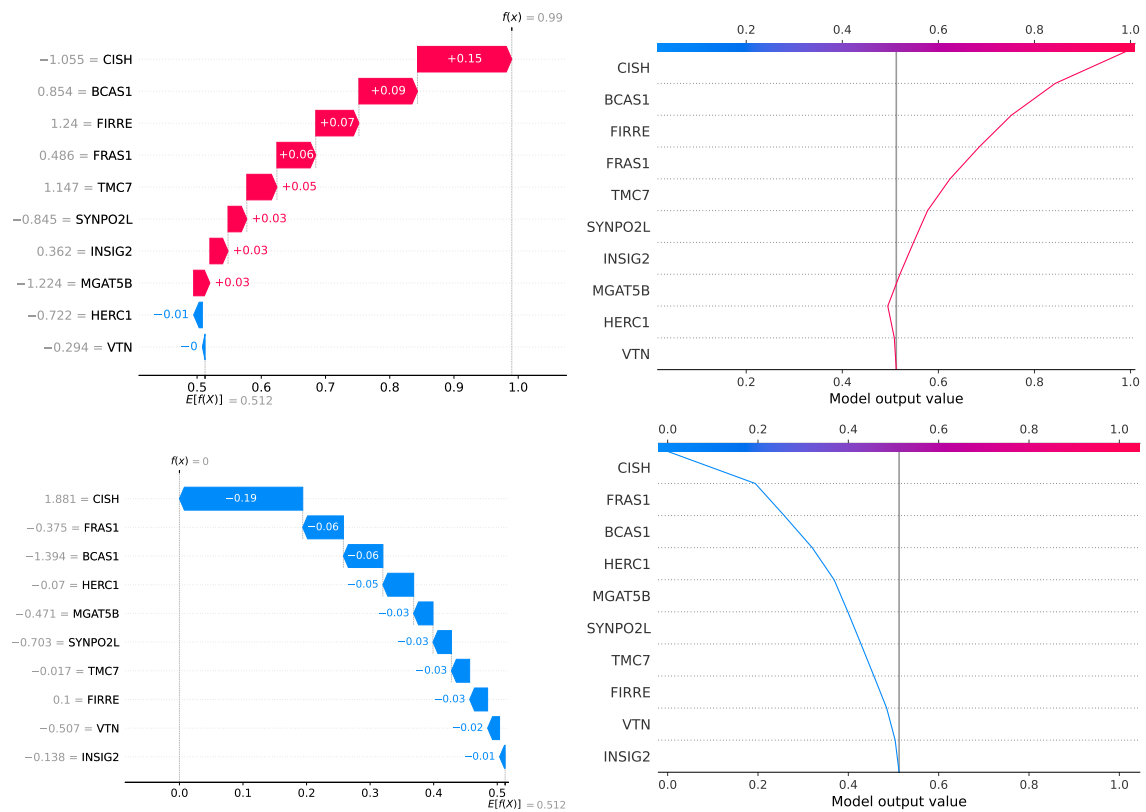 f(x) = 0.99
−1.055 = CISH
+0.15
0.854 = BCAS1
+0.09
1.24 = FIRRE
+0.07
0.486 = FRAS1
+0.06
1.147 = TMC7
+0.05
−0.845 = SYNPO2L
+0.03
0.362 = INSIG2
+0.03
−1.224 = MGAT5B
+0.03
−0.722 = HERC1
−0.01
−0.294 = VTN
−0
0.5 0.6 0.7 0.8 0.9 1.0
E[f(X)] = 0.512
0.2 0.4 0.6 0.8 1.0
CISH
BCAS1
FIRRE
FRAS1
TMC7
SYNPO2L
INSIG2
MGAT5B
HERC1
VTN
0.2 0.4 0.6 0.8 1.0
Model output value
f(x) = 0
1.881 = CISH
−0.19
−0.375 = FRAS1
−0.06
−1.394 = BCAS1
−0.06
−0.07 = HERC1
−0.05
−0.471 = MGAT5B
−0.03
−0.703 = SYNPO2L
−0.03
−0.017 = TMC7
−0.03
0.1 = FIRRE
−0.03
−0.507 = VTN
−0.02
−0.138 = INSIG2
−0.01
0.0 0.1 0.2 0.3 0.4 0.5
E[f(X)] = 0.512
0.0 0.2 0.4 0.6 0.8 1.0
CISH
FRAS1
BCAS1
HERC1
MGAT5B
SYNPO2L
TMC7
FIRRE
VTN
INSIG2
0.0 0.2 0.4 0.6 0.8 1.0
Model output value